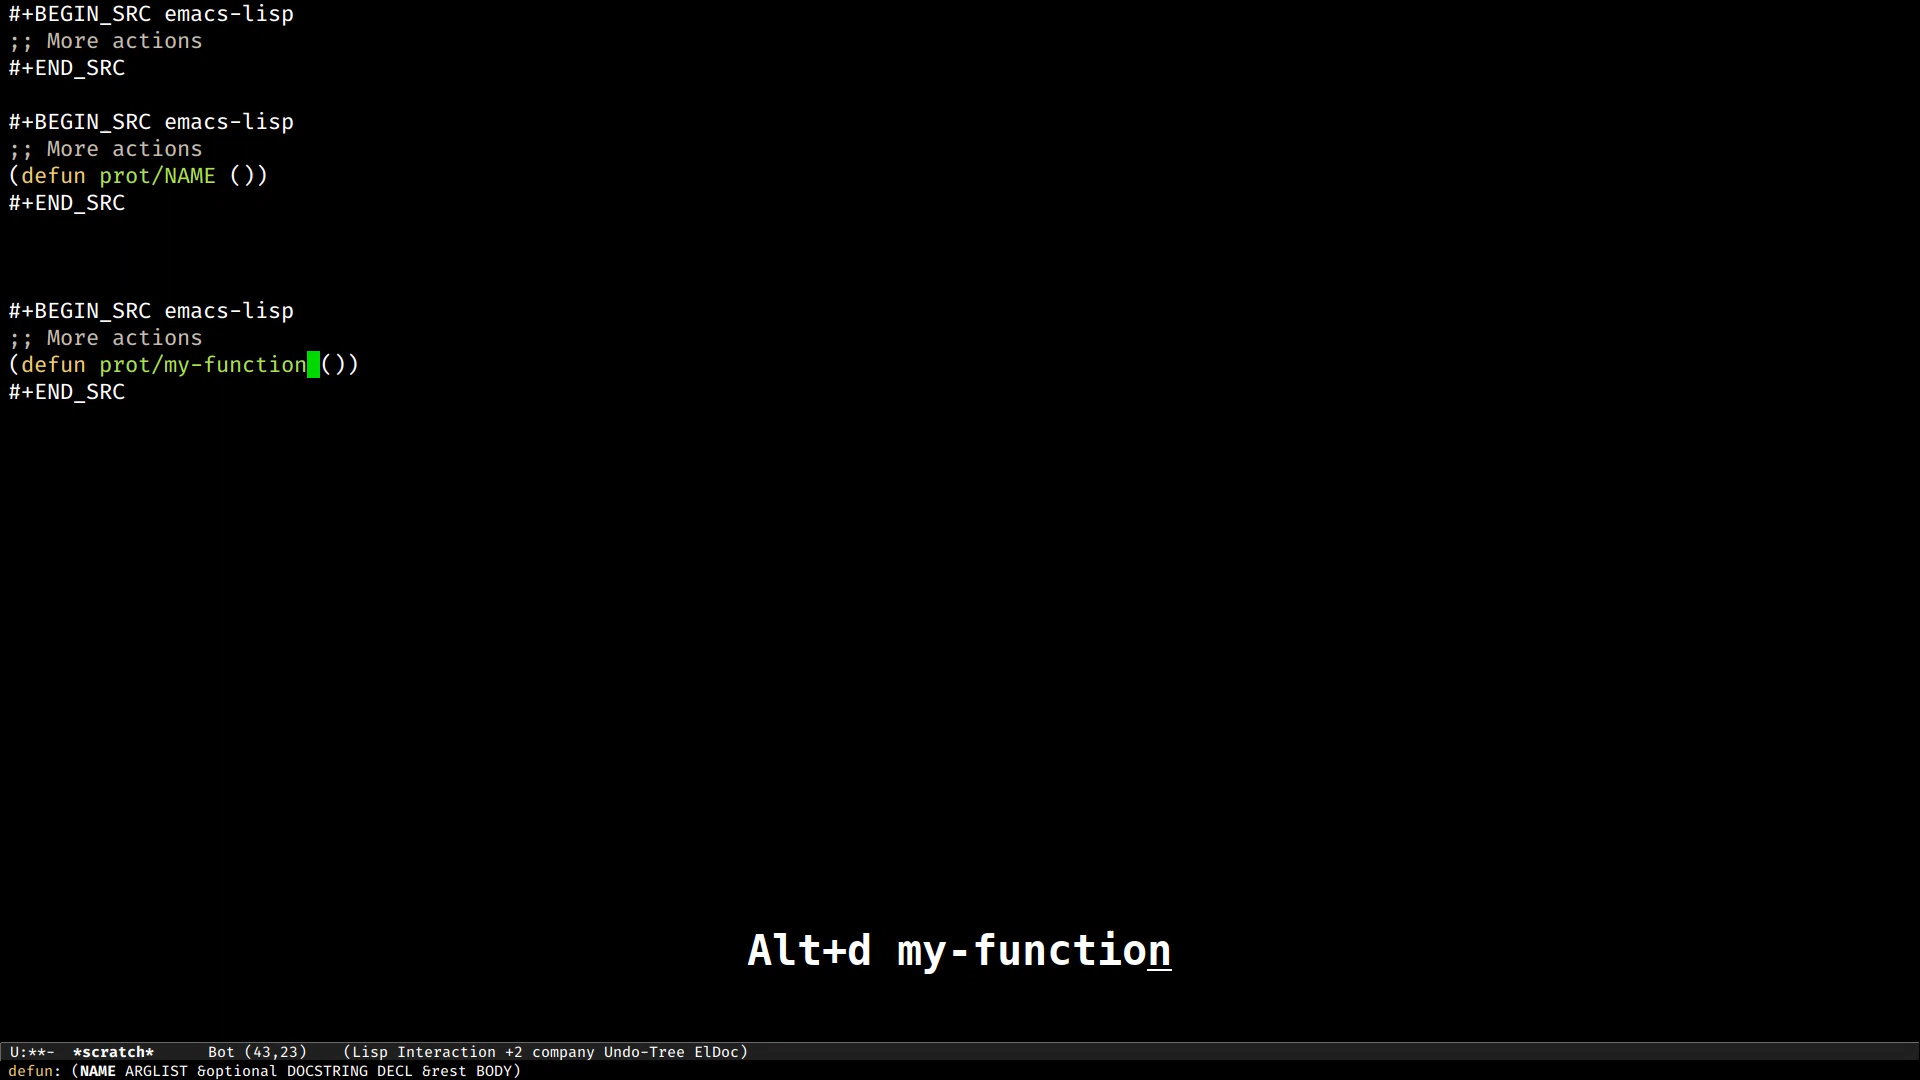 #+BEGIN_SRC emacs-lisp
;; More actions
#+END_SRC
#+BEGIN_SRC emacs-lisp
;; More actions
(defun prot/NAME ())
#+END_SRC
#+BEGIN_SRC emacs-lisp
;; More actions
(defun prot/my-function ())
#+END_SRC
Alt+d my-function
U:**-  *scratch*      Bot (43,23)    (Lisp Interaction +2 company Undo-Tree ElDoc)
defun: (NAME ARGLIST &optional DOCSTRING DECL &rest BODY)